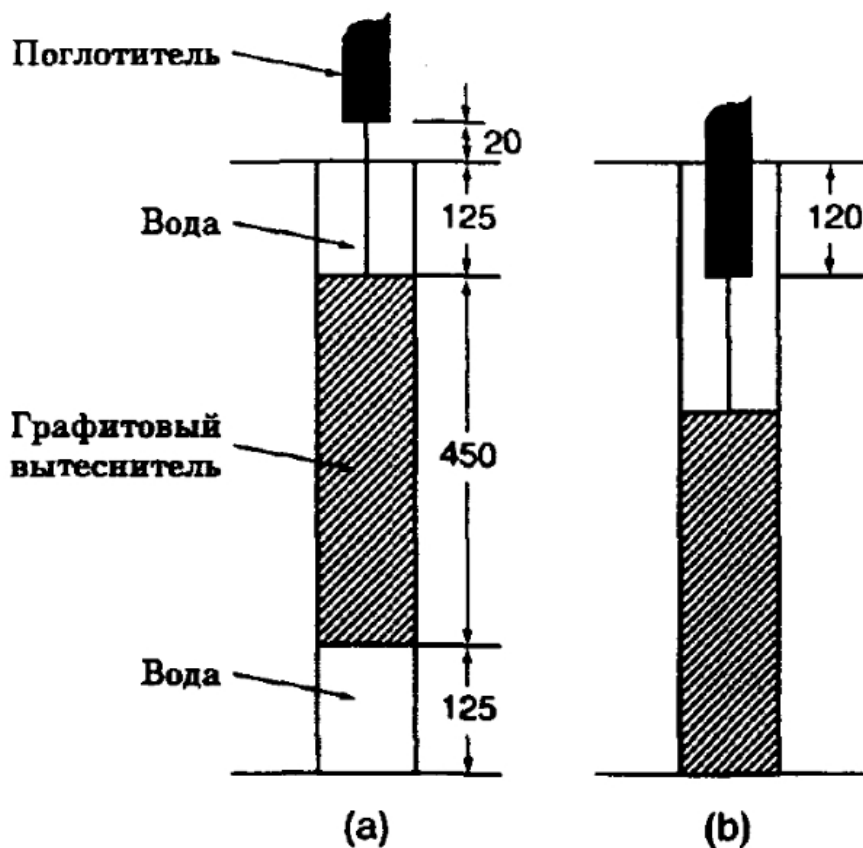 Поглотитель
20
125
120
Вода
Графитовый
вытеснитель
450
Вода
125
(a)
(b)